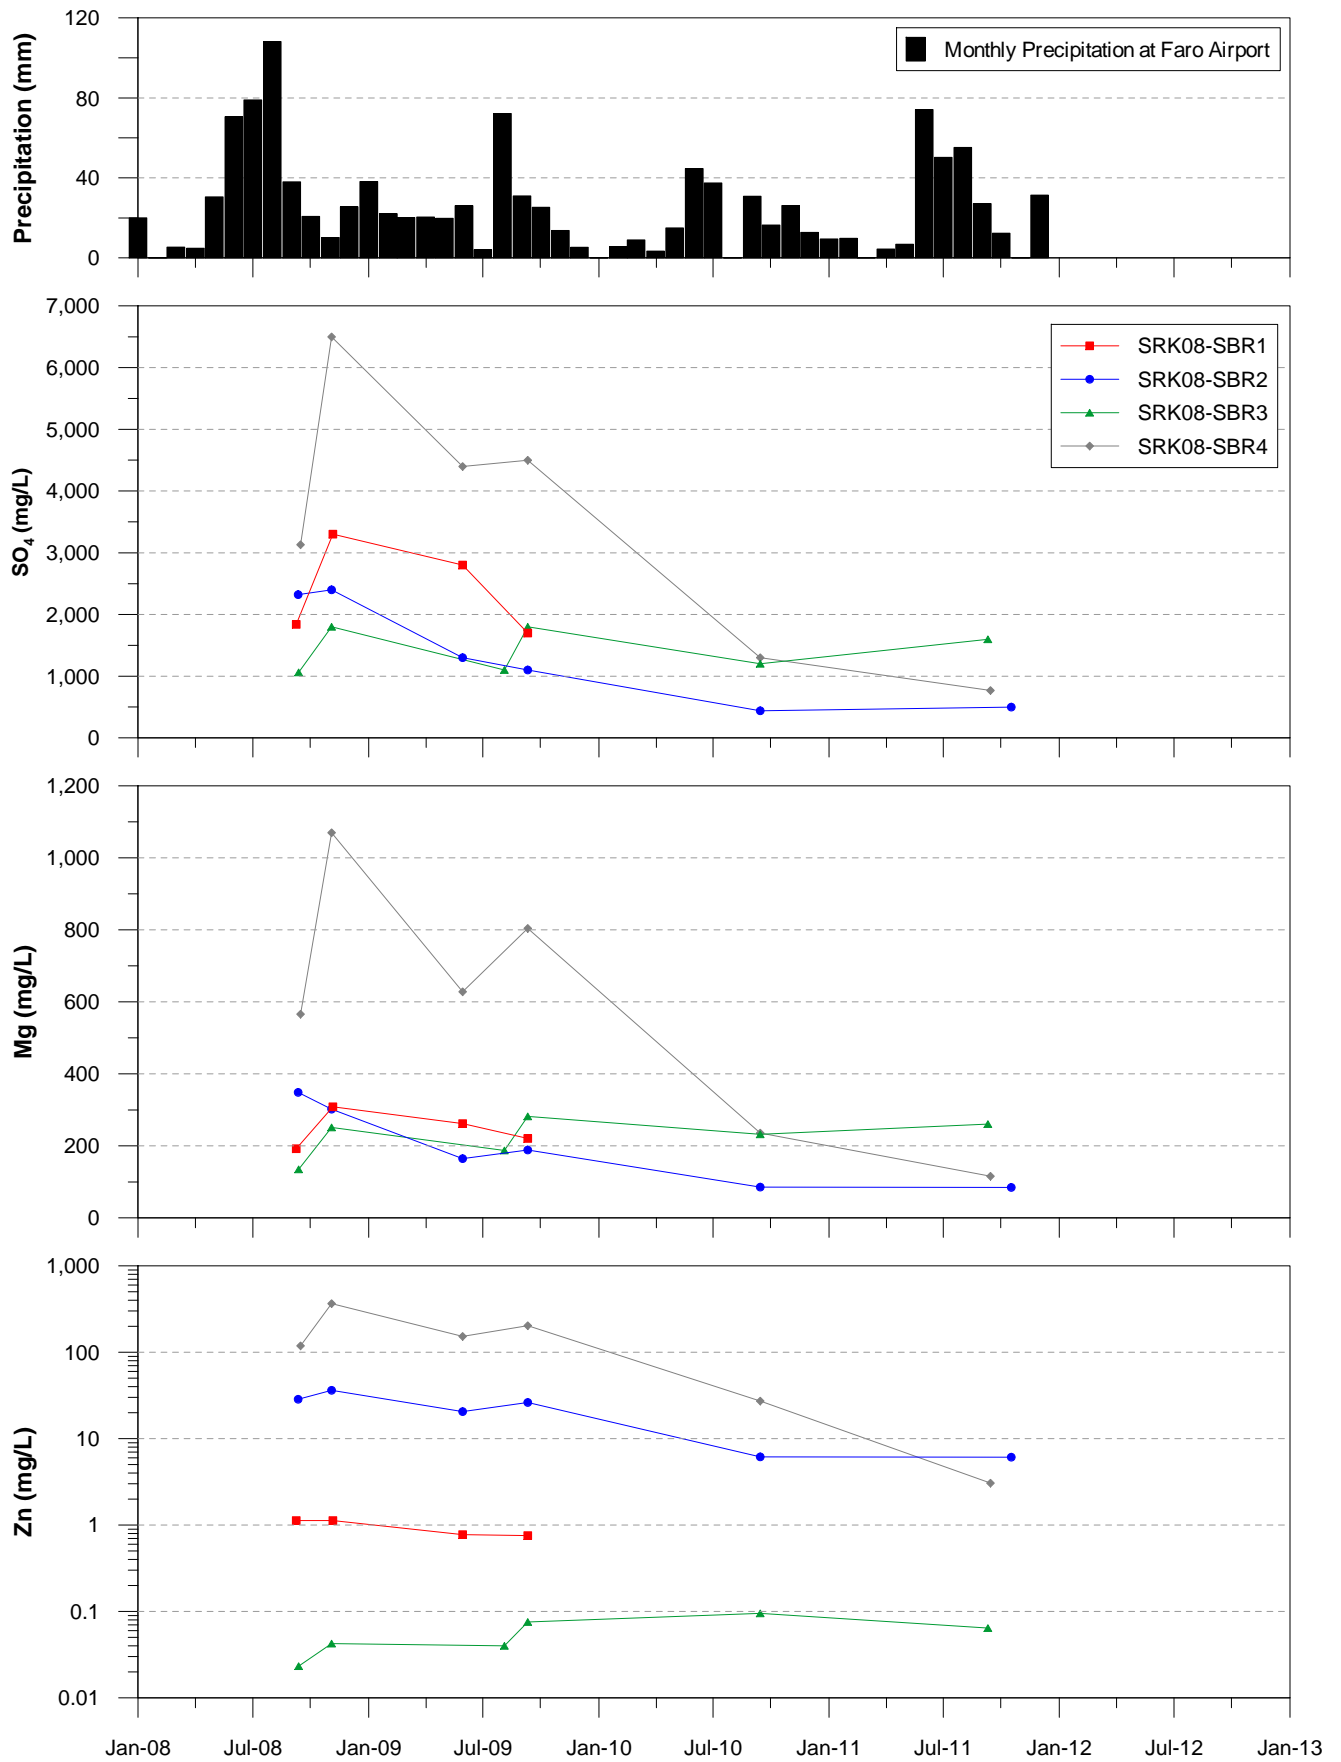 120
80
40
0
Precipitation (mm)
Monthly Precipitation at Faro Airport
7,000
6,000
5,000
4,000
3,000
2,000
1,000
0
SO₄ (mg/L)
SRK08-SBR1
SRK08-SBR2
SRK08-SBR3
SRK08-SBR4
1,200
1,000
800
600
400
200
0
Mg (mg/L)
1,000
100
10
1
0.1
0.01
Zn (mg/L)
Jan-08 Jul-08 Jan-09 Jul-09 Jan-10 Jul-10 Jan-11 Jul-11 Jan-12 Jul-12 Jan-13